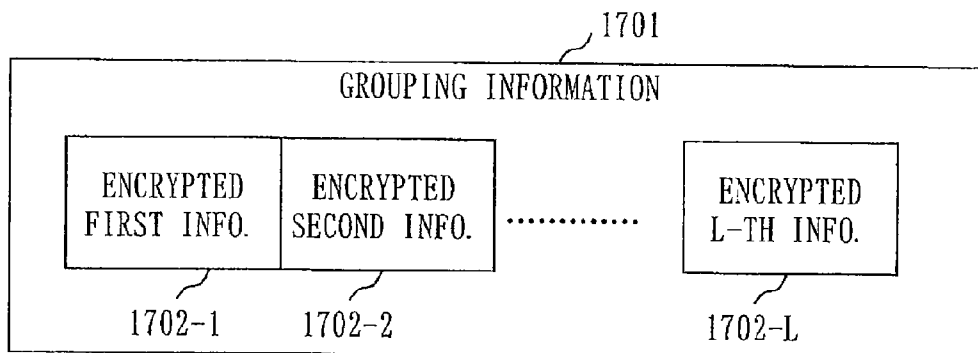 1701
GROUPING INFORMATION
ENCRYPTED
FIRST INFO.
ENCRYPTED
SECOND INFO.
ENCRYPTED
L-TH INFO.
1702-1
1702-2
1702-L